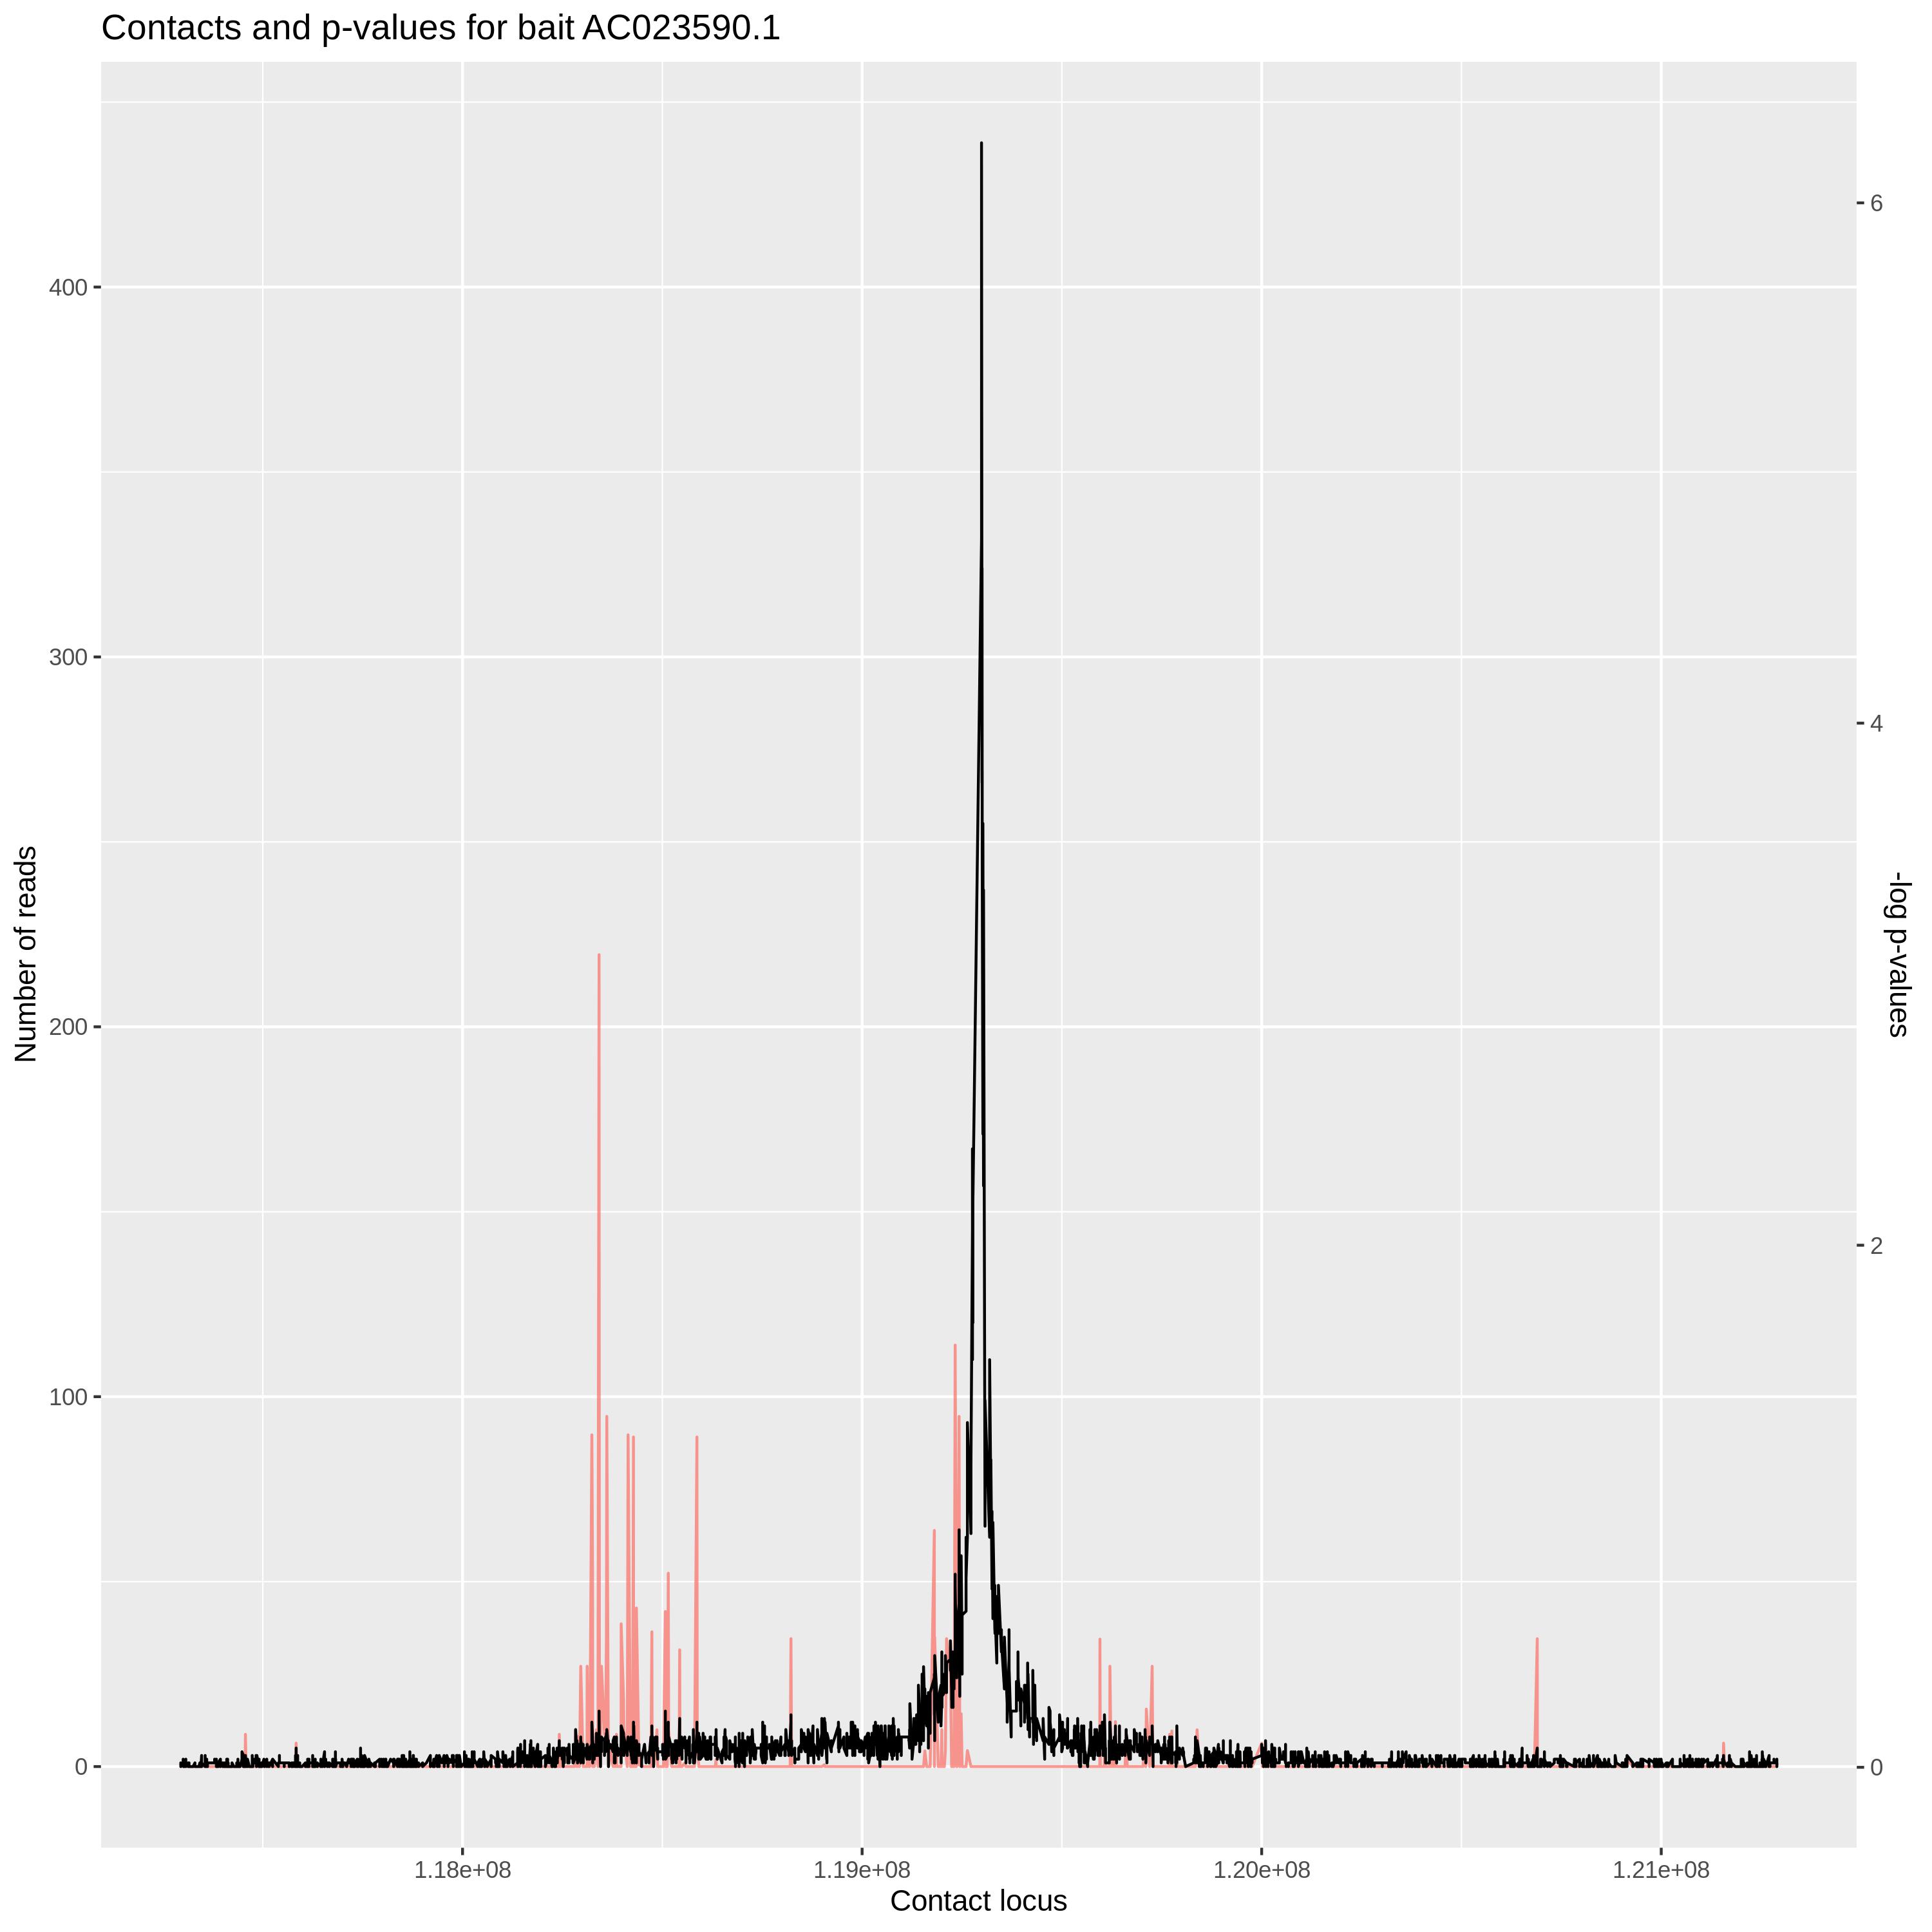 Contacts and p-values for bait AC023590.1
Number of reads
400
300
200
100
0
6
4
2
0
-log p-values
1.18e+08
1.19e+08
1.20e+08
1.21e+08
Contact locus